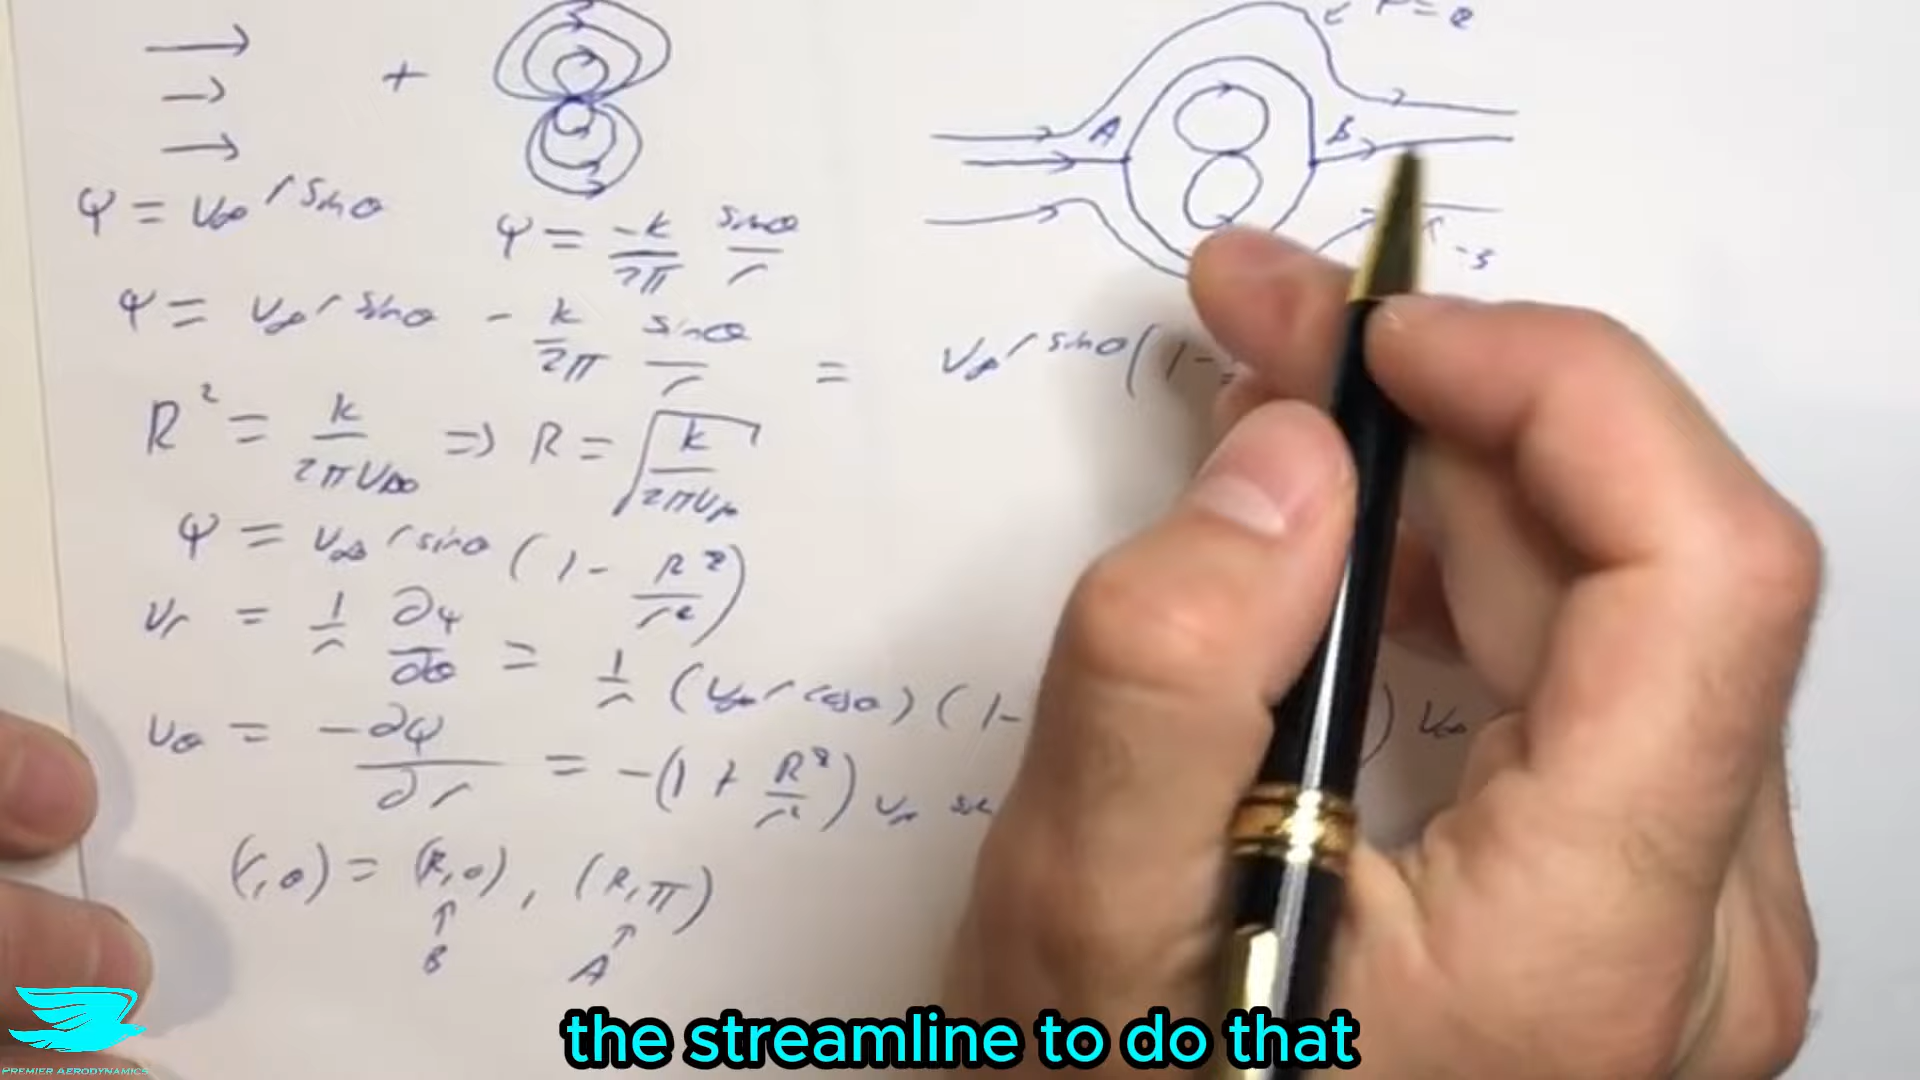 +
A
B
ψ = V∞ r sinθ
ψ = -k/2π sinθ/r
-5
ψ = V∞ r sinθ - k/2π sinθ/r = V∞ r sinθ (1 -
R² = k/2πV∞ => R = √k/2πV∞
ψ = V∞ r sinθ (1 - R²/r²)
Vr = 1/r ∂ψ/∂θ = 1/r (V∞ r cosθ) (1- ) V∞
Vθ = -∂ψ/∂r = -(1 + R²/r²) V∞
(r, θ) = (R, 0), (R, π)
↑ ↑
B A
the streamline to do that
PREMIER AERODYNAMICS